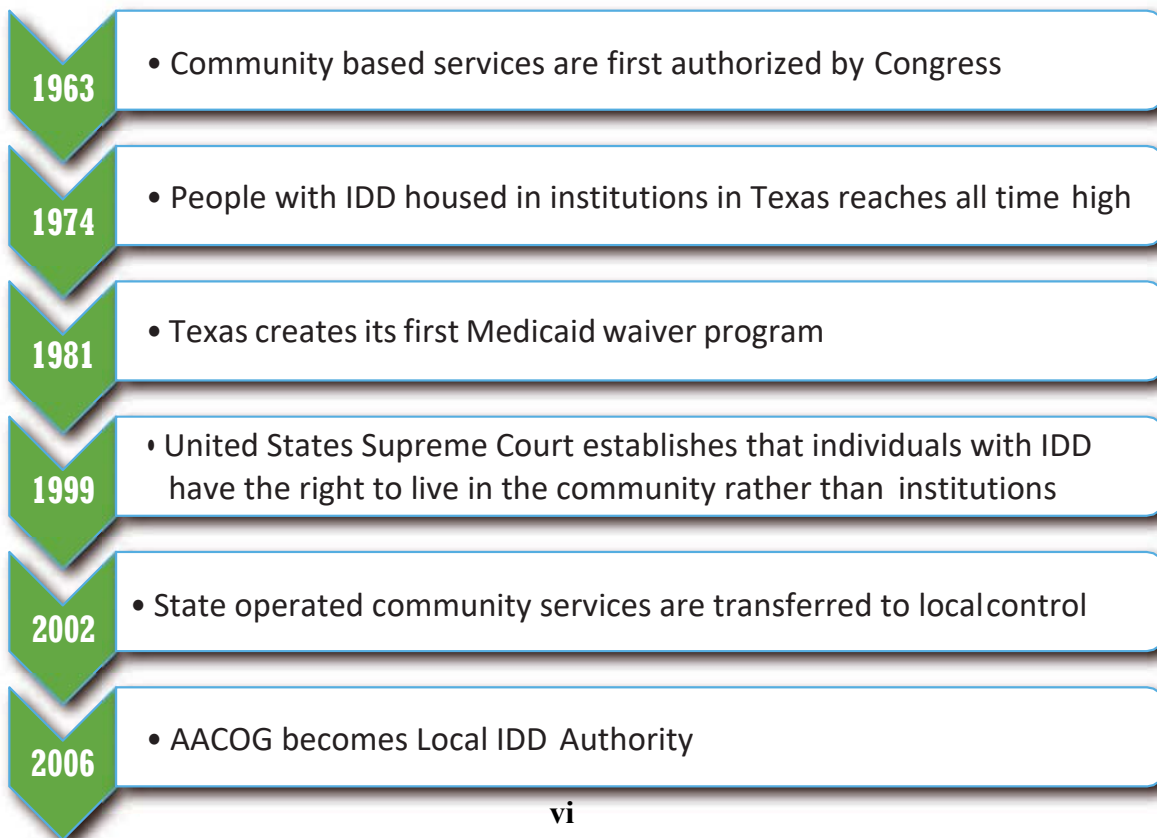 1963
• Community based services are first authorized by Congress
1974
• People with IDD housed in institutions in Texas reaches all time high
1981
• Texas creates its first Medicaid waiver program
1999
• United States Supreme Court establishes that individuals with IDD
have the right to live in the community rather than institutions
2002
• State operated community services are transferred to localcontrol
2006
• AACOG becomes Local IDD Authority
vi